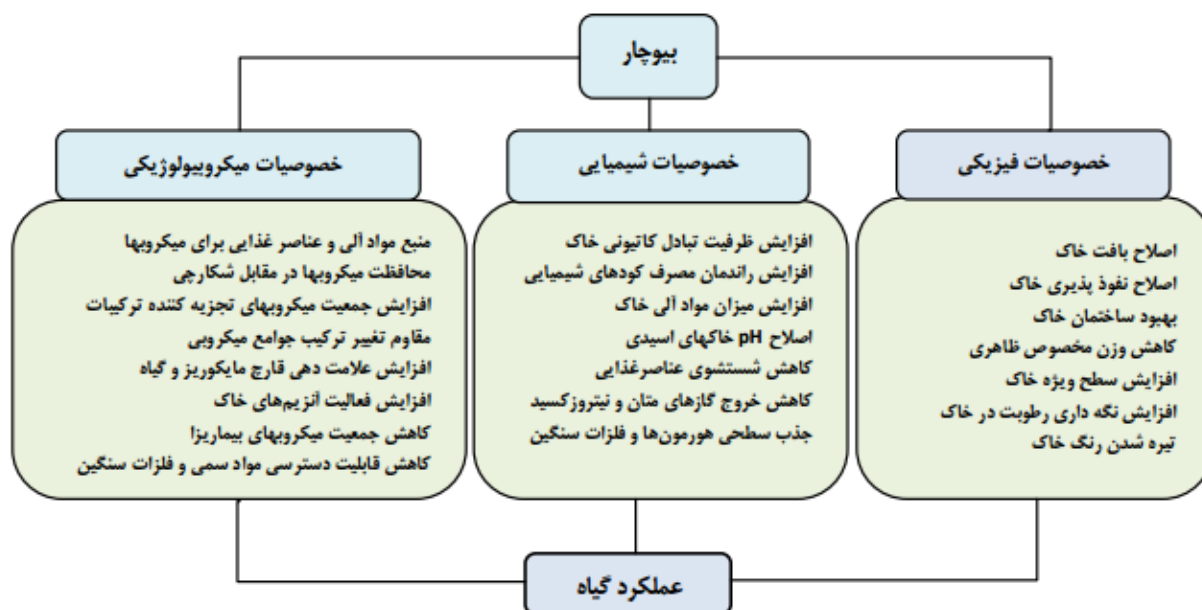 بیوچار
خصوصیات فیزیکی
اصلاح بافت خاک
اصلاح نفوذ پذیری خاک
بهبود ساختمان خاک
کاهش وزن مخصوص ظاهری
افزایش سطح ویژه خاک
افزایش نگه داری رطوبت در خاک
تیره شدن رنگ خاک
خصوصیات شیمیایی
افزایش ظرفیت تبادل کاتیونی خاک
افزایش راندمان مصرف کودهای شیمیایی
افزایش میزان مواد آلی خاک
اصلاح pH خاکهای اسیدی
کاهش شستشوی عناصرغذایی
کاهش خروج گازهای متان و نیتروزکسید
جذب سطحی هورمون‌ها و فلزات سنگین
خصوصیات میکروبیولوژیکی
منبع مواد آلی و عناصر غذایی برای میکروبها
محافظت میکروبها در مقابل شکارچی
افزایش جمعیت میکروبهای تجزیه کننده ترکیبات
مقاوم تغییر ترکیب جوامع میکروبی
افزایش علامت دهی قارچ مایکوریز و گیاه
افزایش فعالیت آنزیم‌های خاک
کاهش جمعیت میکروبهای بیماریزا
کاهش قابلیت دسترسی مواد سمی و فلزات سنگین
عملکرد گیاه